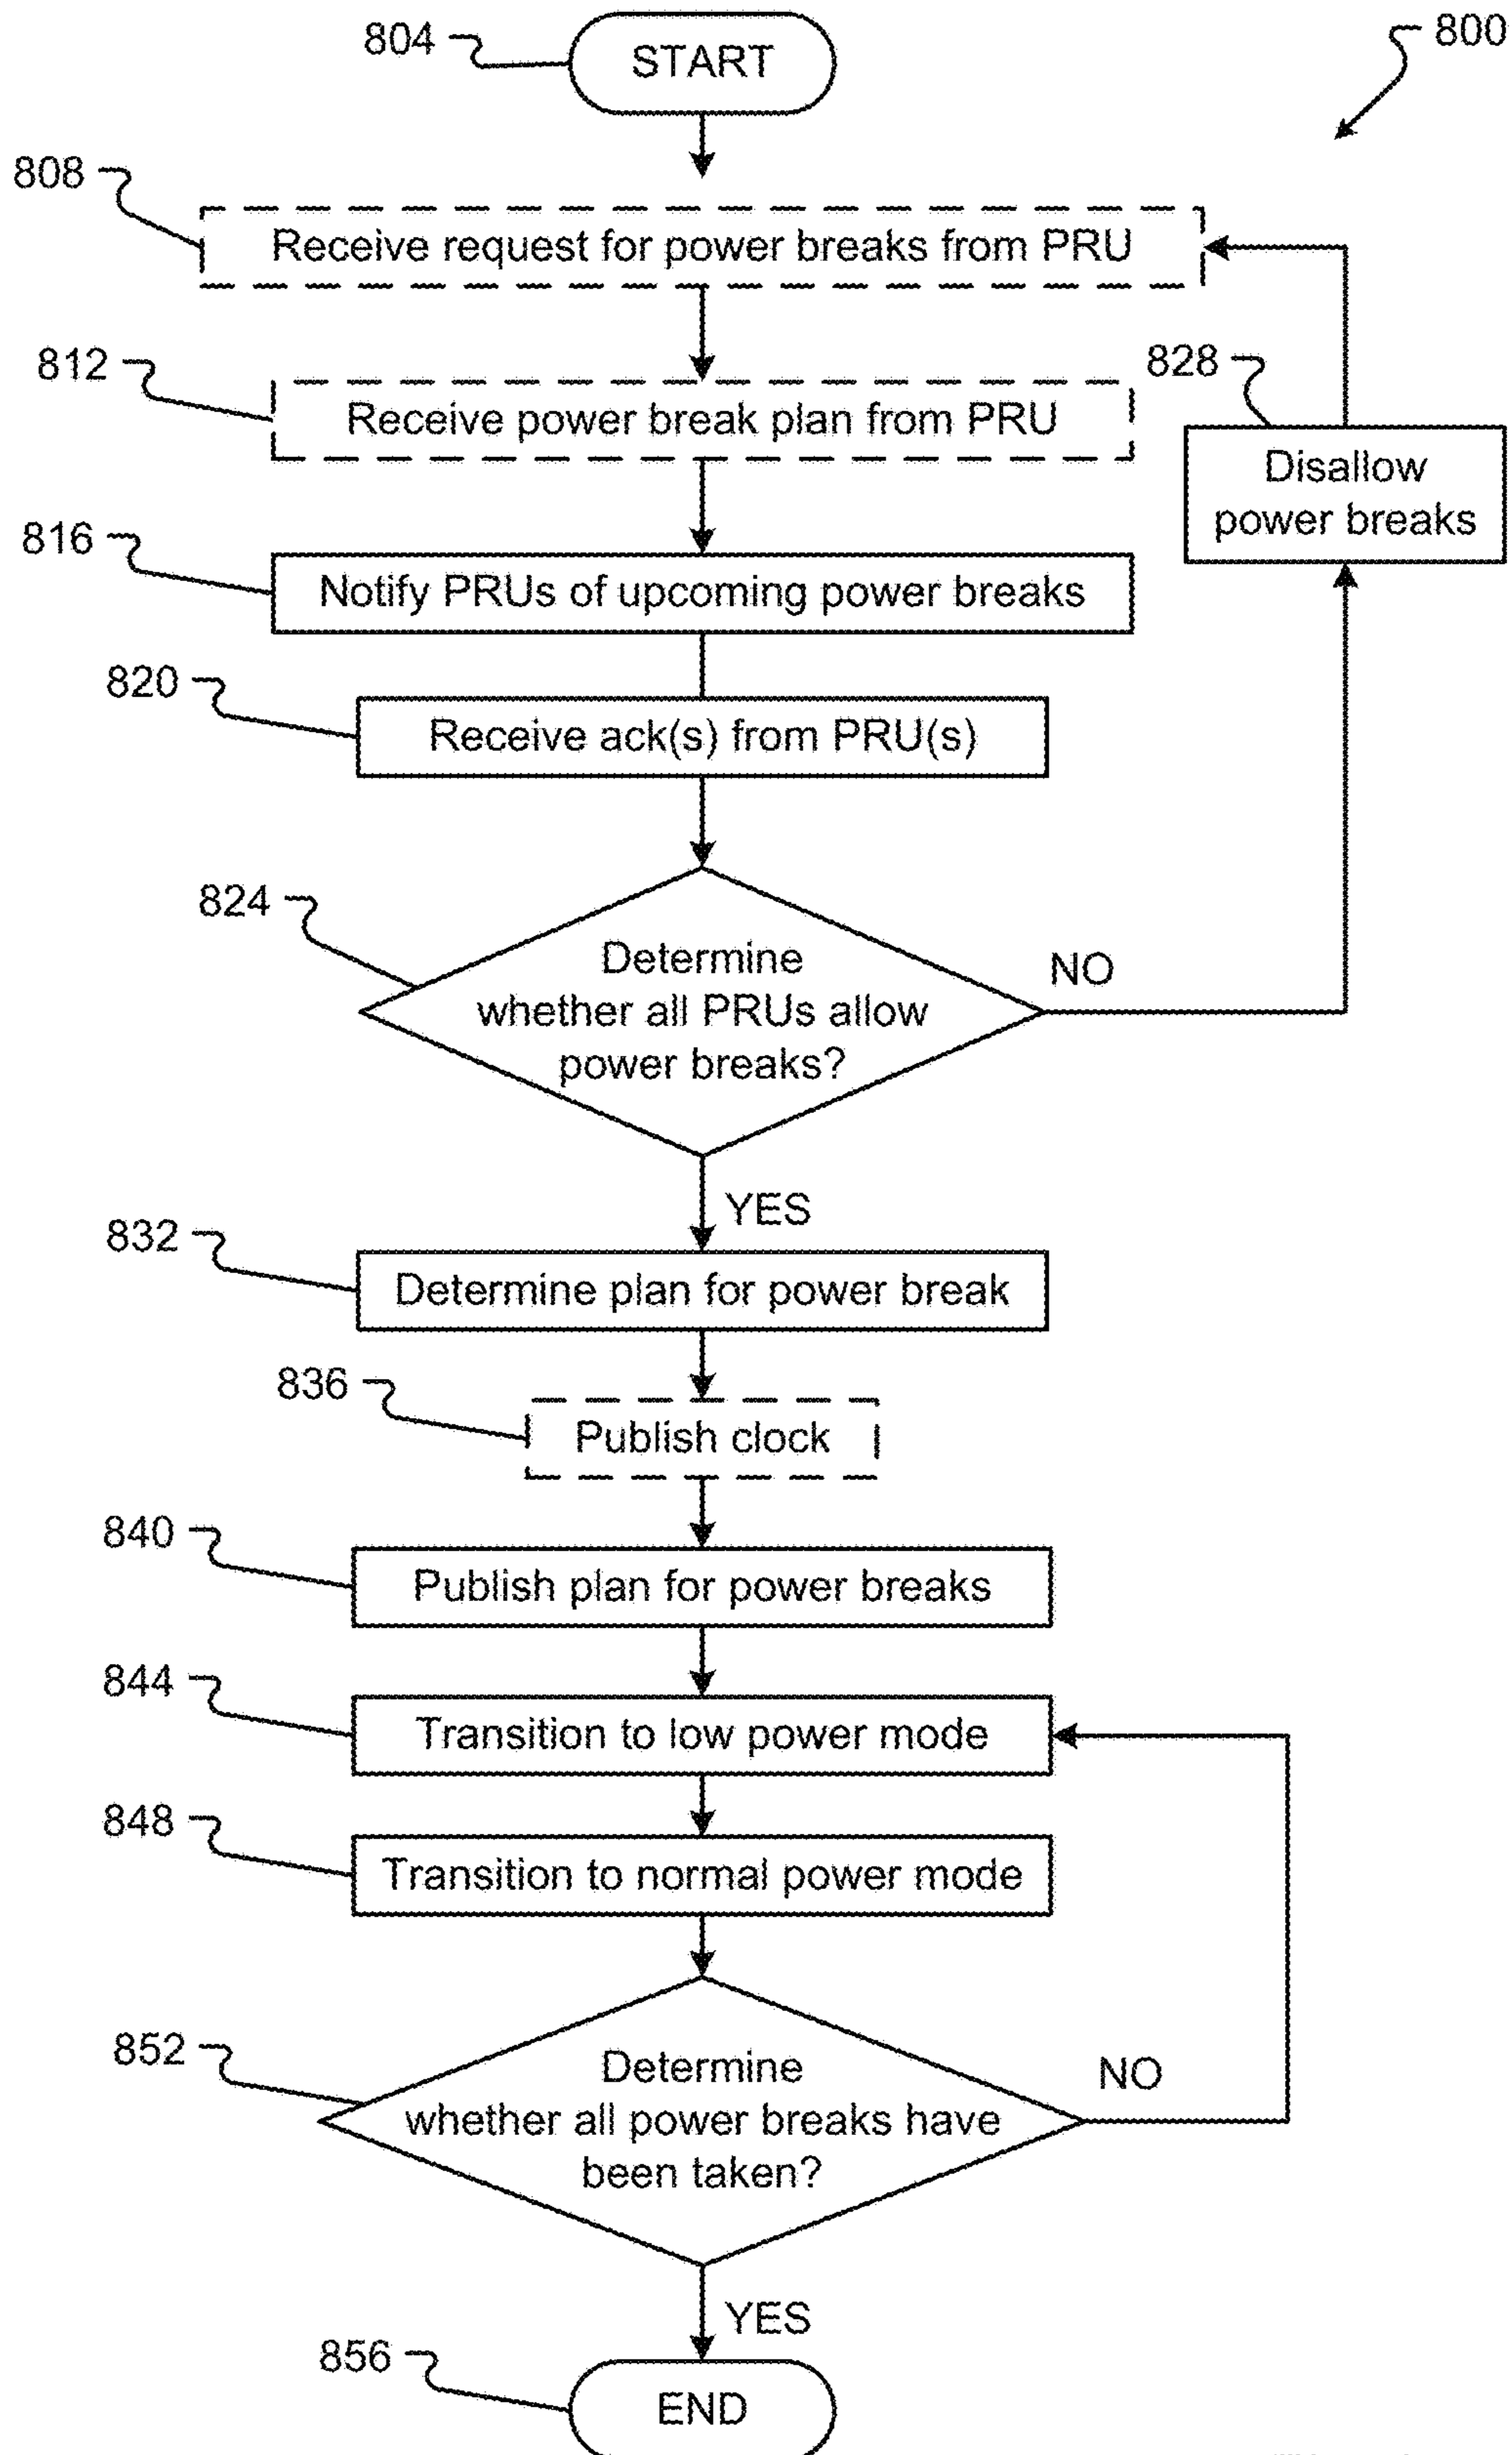 804
START
800
808
Receive request for power breaks from PRU
812
Receive power break plan from PRU
828
Disallow
power breaks
816
Notify PRUs of upcoming power breaks
820
Receive ack(s) from PRU(s)
824
Determine
whether all PRUs allow
power breaks?
NO
YES
832
Determine plan for power break
836
Publish clock
840
Publish plan for power breaks
844
Transition to low power mode
848
Transition to normal power mode
852
Determine
whether all power breaks have
been taken?
NO
YES
856
END